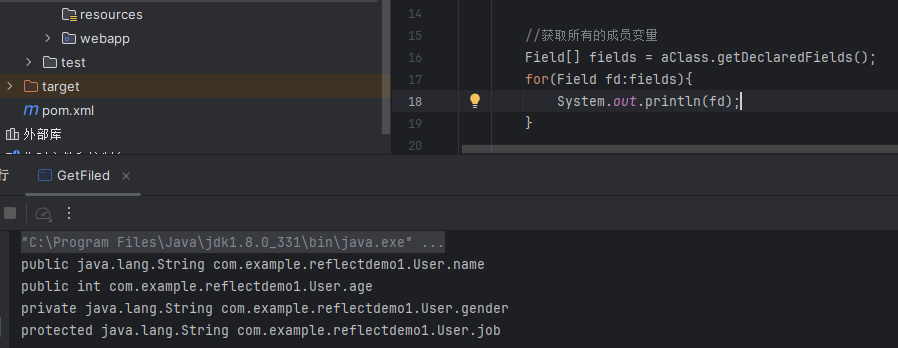 resources
webapp
test
target
pom.xml
外部库
14
15 //获取所有的成员变量
16 Field[] fields = aClass.getDeclaredFields();
17 for(Field fd:fields){
18 System.out.println(fd);
19 }
20
行 GetFiled ×
"C:\Program Files\Java\jdk1.8.0_331\bin\java.exe" ...
public java.lang.String com.example.reflectdemo1.User.name
public int com.example.reflectdemo1.User.age
private java.lang.String com.example.reflectdemo1.User.gender
protected java.lang.String com.example.reflectdemo1.User.job